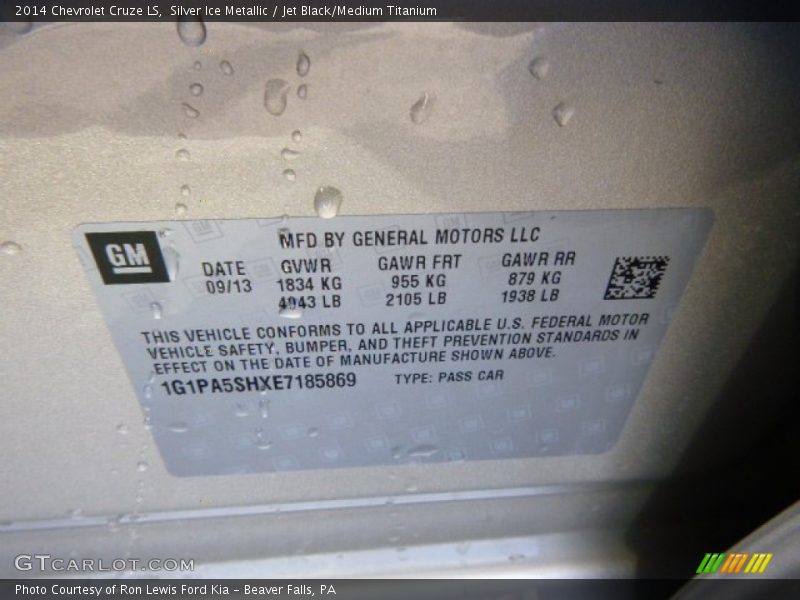 2014 Chevrolet Cruze LS, Silver Ice Metallic / Jet Black/Medium Titanium
GM
MFD BY GENERAL MOTORS LLC
DATE GVWR GAWR FRT GAWR RR
09/13 1834 KG 955 KG 879 KG
4043 LB 2105 LB 1938 LB
THIS VEHICLE CONFORMS TO ALL APPLICABLE U.S. FEDERAL MOTOR
VEHICLE SAFETY, BUMPER, AND THEFT PREVENTION STANDARDS IN
EFFECT ON THE DATE OF MANUFACTURE SHOWN ABOVE.
1G1PA5SHXE7185869 TYPE: PASS CAR
GTCARLOT.COM
Photo Courtesy of Ron Lewis Ford Kia – Beaver Falls, PA